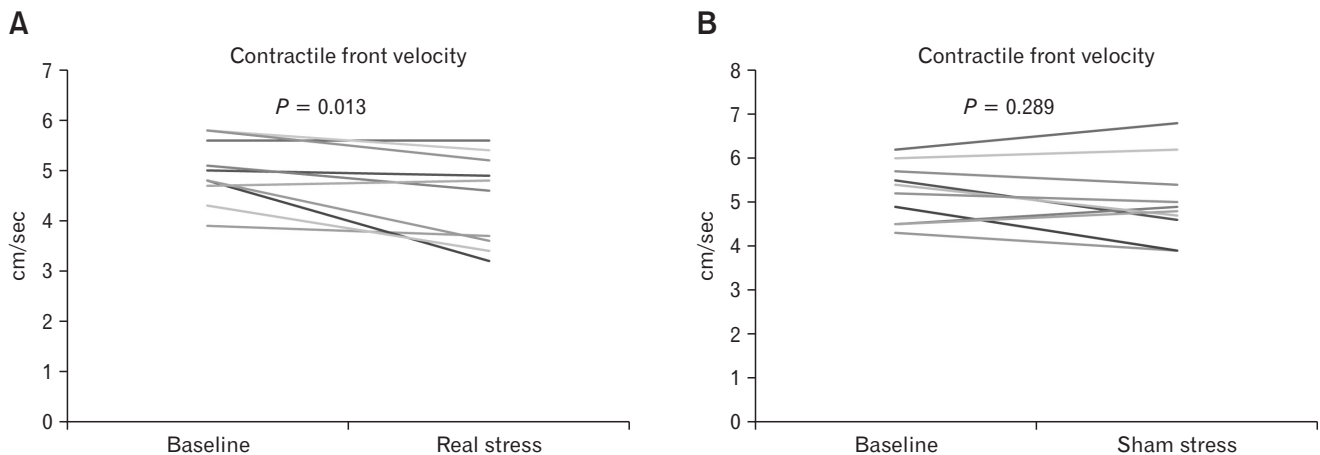 A
Contractile front velocity
P = 0.013
7
6
5
4
3
2
1
0
cm/sec
Baseline
Real stress
B
Contractile front velocity
P = 0.289
8
7
6
5
4
3
2
1
0
cm/sec
Baseline
Sham stress